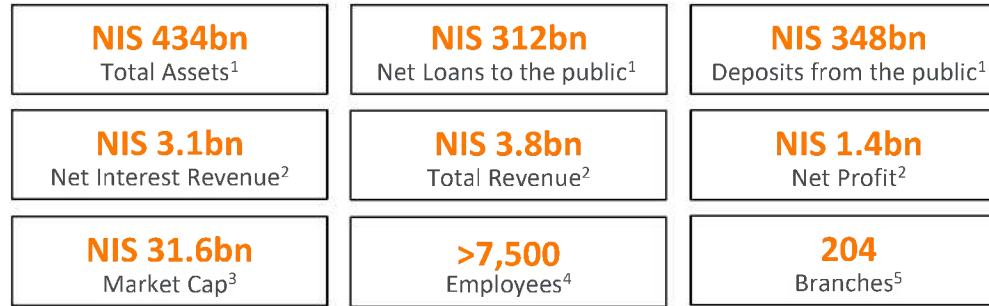 NIS 434bn
Total Assets¹
NIS 312bn
Net Loans to the public¹
NIS 348bn
Deposits from the public¹
NIS 3.1bn
Net Interest Revenue²
NIS 3.8bn
Total Revenue²
NIS 1.4bn
Net Profit²
NIS 31.6bn
Market Cap³
>7,500
Employees⁴
204
Branches⁵